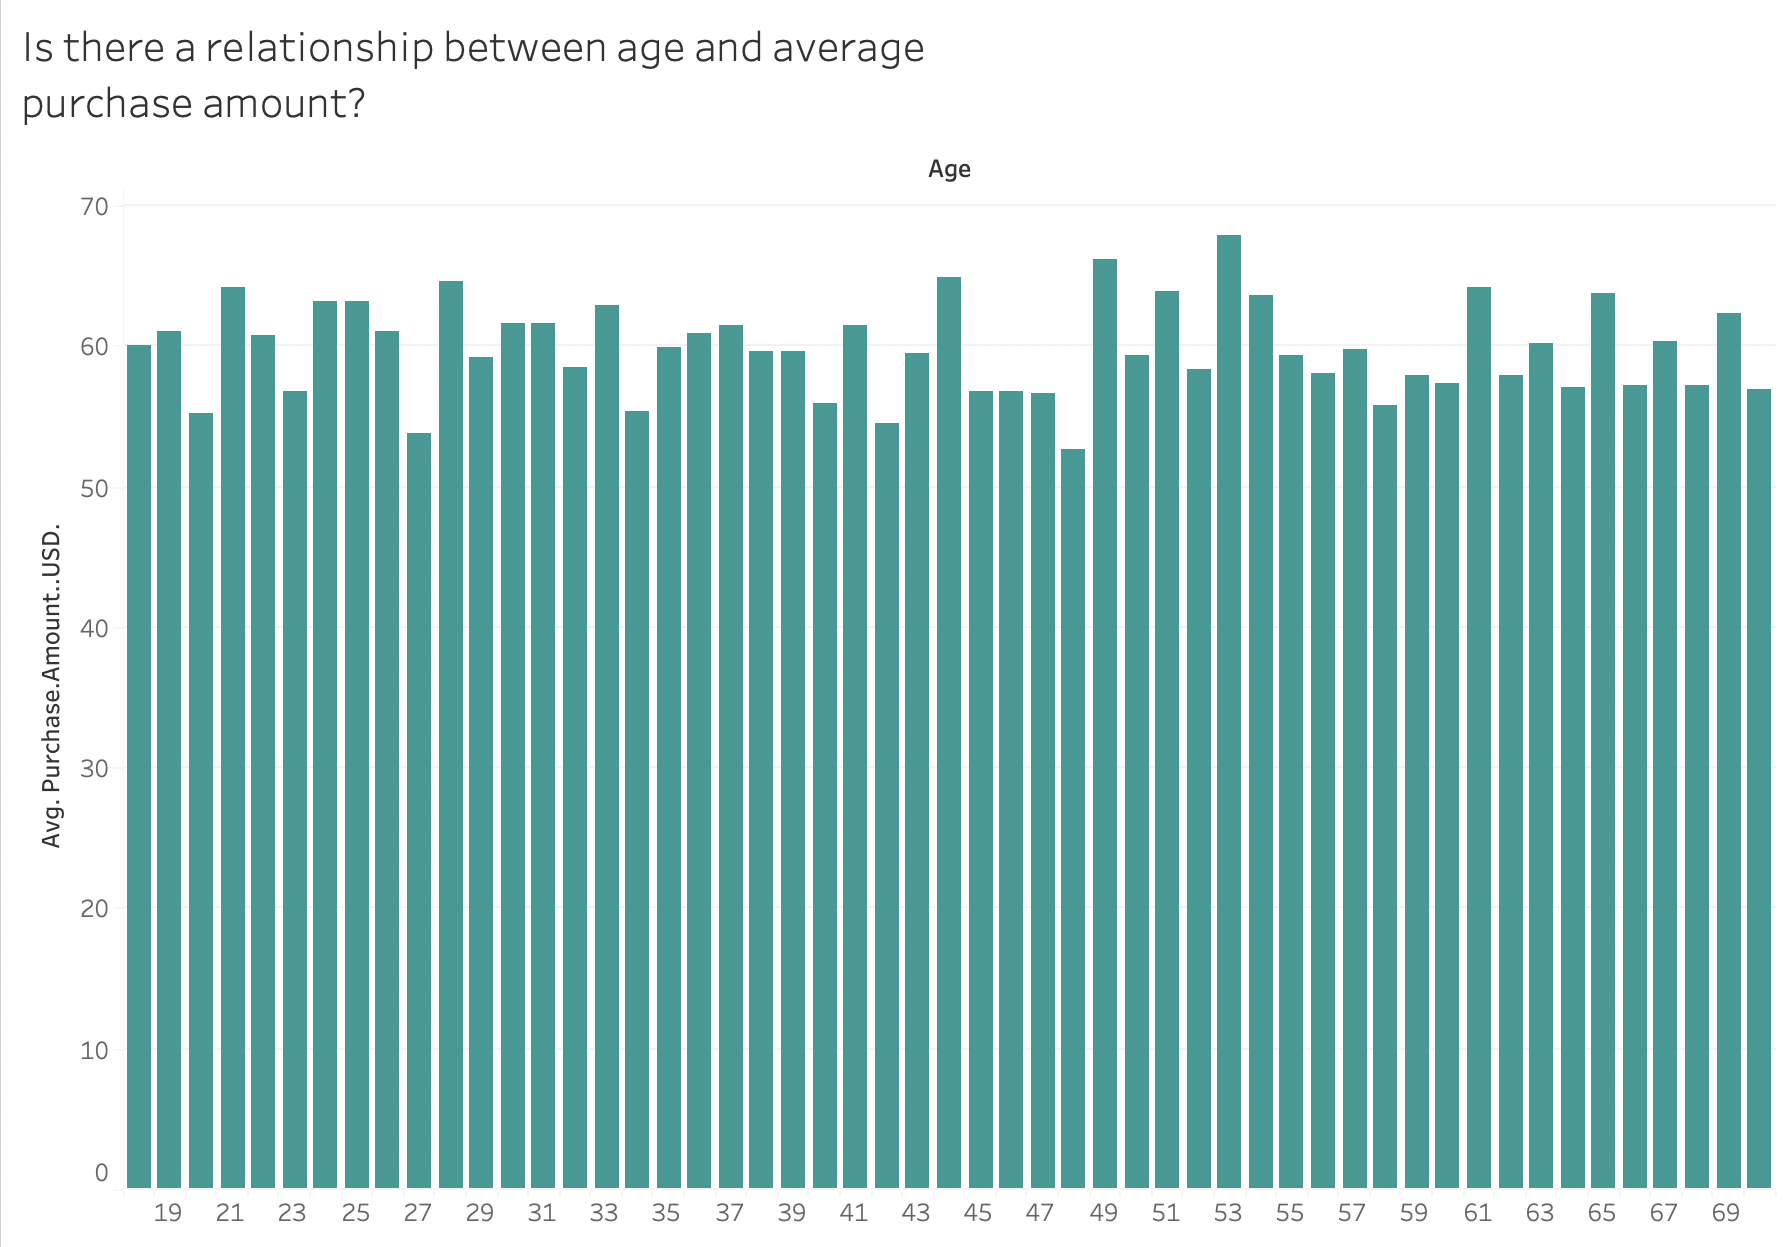 Is there a relationship between age and average
purchase amount?
Age
70
60
50
40
30
20
10
0
Avg. Purchase.Amount..USD.
19 21 23 25 27 29 31 33 35 37 39 41 43 45 47 49 51 53 55 57 59 61 63 65 67 69